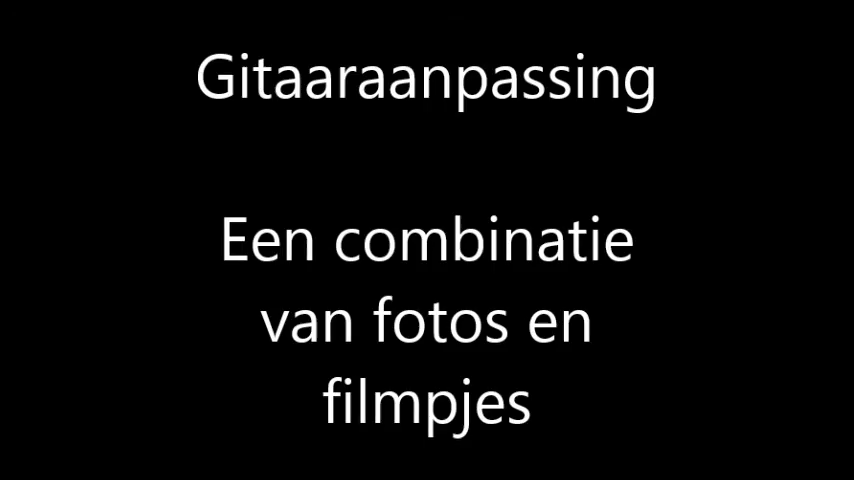 Gitaaraanpassing
Een combinatie
van fotos en
filmpjes